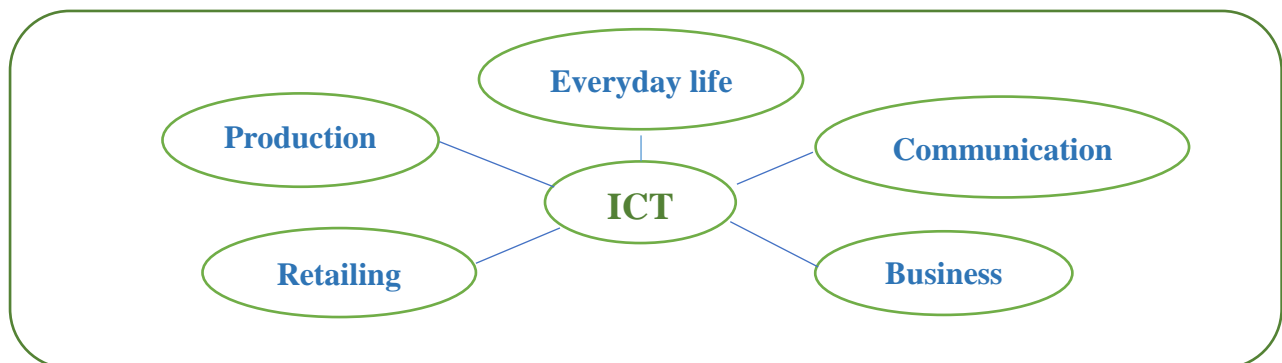 Everyday life
Production
Communication
ICT
Retailing
Business